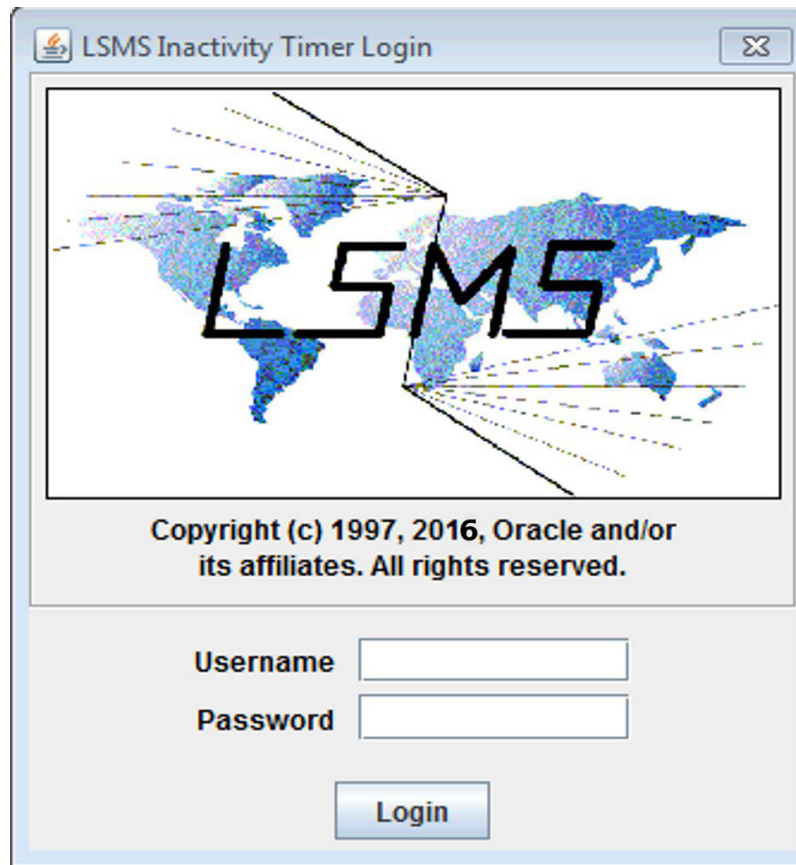 LSMS Inactivity Timer Login
LSMS
Copyright (c) 1997, 2016, Oracle and/or
its affiliates. All rights reserved.
Username
Password
Login